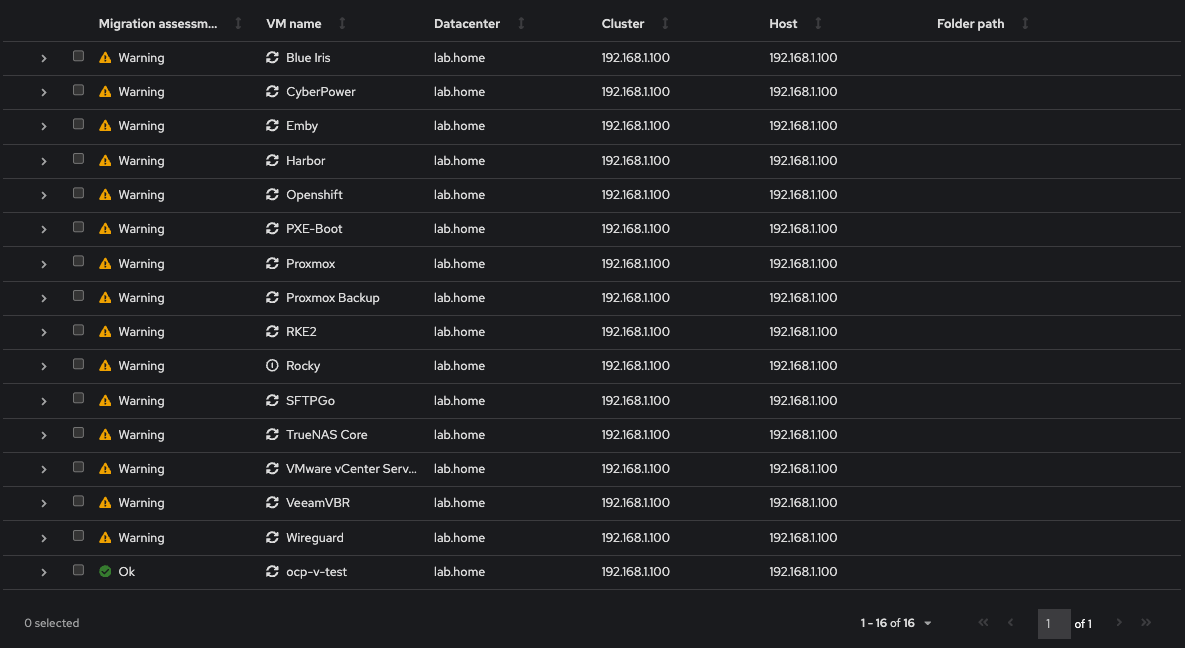 Migration assessm... VM name Datacenter Cluster Host Folder path
Warning Blue Iris lab.home 192.168.1.100 192.168.1.100
Warning CyberPower lab.home 192.168.1.100 192.168.1.100
Warning Emby lab.home 192.168.1.100 192.168.1.100
Warning Harbor lab.home 192.168.1.100 192.168.1.100
Warning Openshift lab.home 192.168.1.100 192.168.1.100
Warning PXE-Boot lab.home 192.168.1.100 192.168.1.100
Warning Proxmox lab.home 192.168.1.100 192.168.1.100
Warning Proxmox Backup lab.home 192.168.1.100 192.168.1.100
Warning RKE2 lab.home 192.168.1.100 192.168.1.100
Warning Rocky lab.home 192.168.1.100 192.168.1.100
Warning SFTPGo lab.home 192.168.1.100 192.168.1.100
Warning TrueNAS Core lab.home 192.168.1.100 192.168.1.100
Warning VMware vCenter Serv... lab.home 192.168.1.100 192.168.1.100
Warning VeeamVBR lab.home 192.168.1.100 192.168.1.100
Warning Wireguard lab.home 192.168.1.100 192.168.1.100
Ok ocp-v-test lab.home 192.168.1.100 192.168.1.100
0 selected 1 - 16 of 16 1 of 1